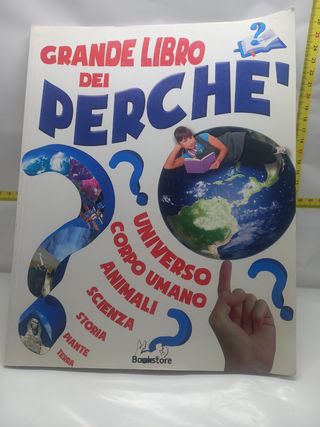 GRANDE LIBRO
DEI
PERCHE'
UNIVERSO
CORPO UMANO
ANIMALI
SCIENZA
STORIA
PIANTE
TERRA
Bookstore